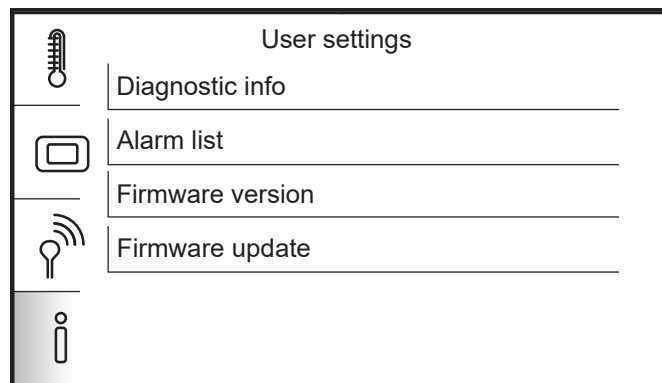 User settings
Diagnostic info
Alarm list
Firmware version
Firmware update